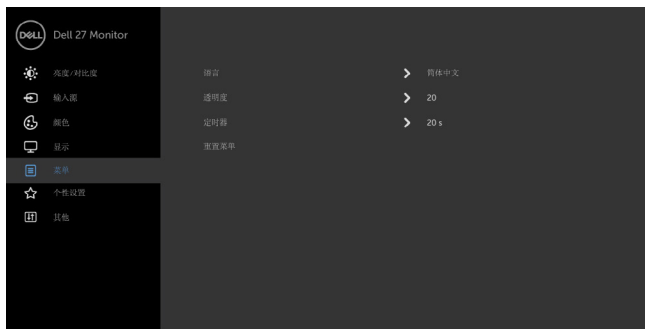 DELL Dell 27 Monitor
亮度/对比度
语言 简体中文
输入源
透明度 20
颜色
定时器 20 s
显示
重置菜单
菜单
个性设置
其他